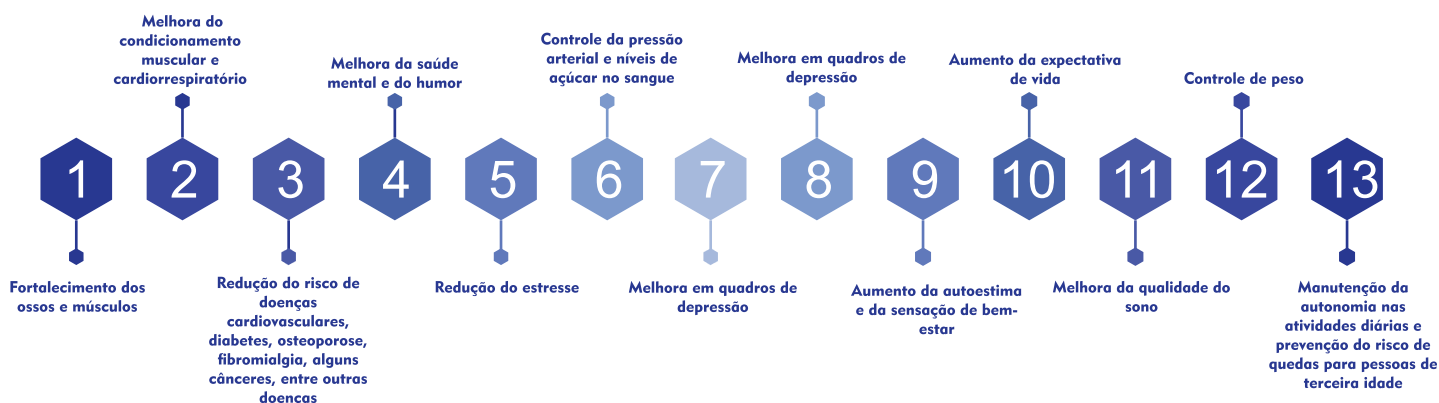 1
Fortalecimento dos
ossos e músculos
2
Melhora do
condicionamento
muscular e
cardiorrespiratório
3
Redução do risco de
doenças
cardiovasculares,
diabetes, osteoporose,
fibromialgia, alguns
cânceres, entre outras
doenças
4
Melhora da saúde
mental e do humor
5
Redução do estresse
6
Controle da pressão
arterial e níveis de
açúcar no sangue
7
Melhora em quadros de
depressão
8
Melhora em quadros de
depressão
9
Aumento da autoestima
e da sensação de bem-
estar
10
Aumento da expectativa
de vida
11
Melhora da qualidade do
sono
12
Controle de peso
13
Manutenção da
autonomia nas
atividades diárias e
prevenção do risco de
quedas para pessoas de
terceira idade